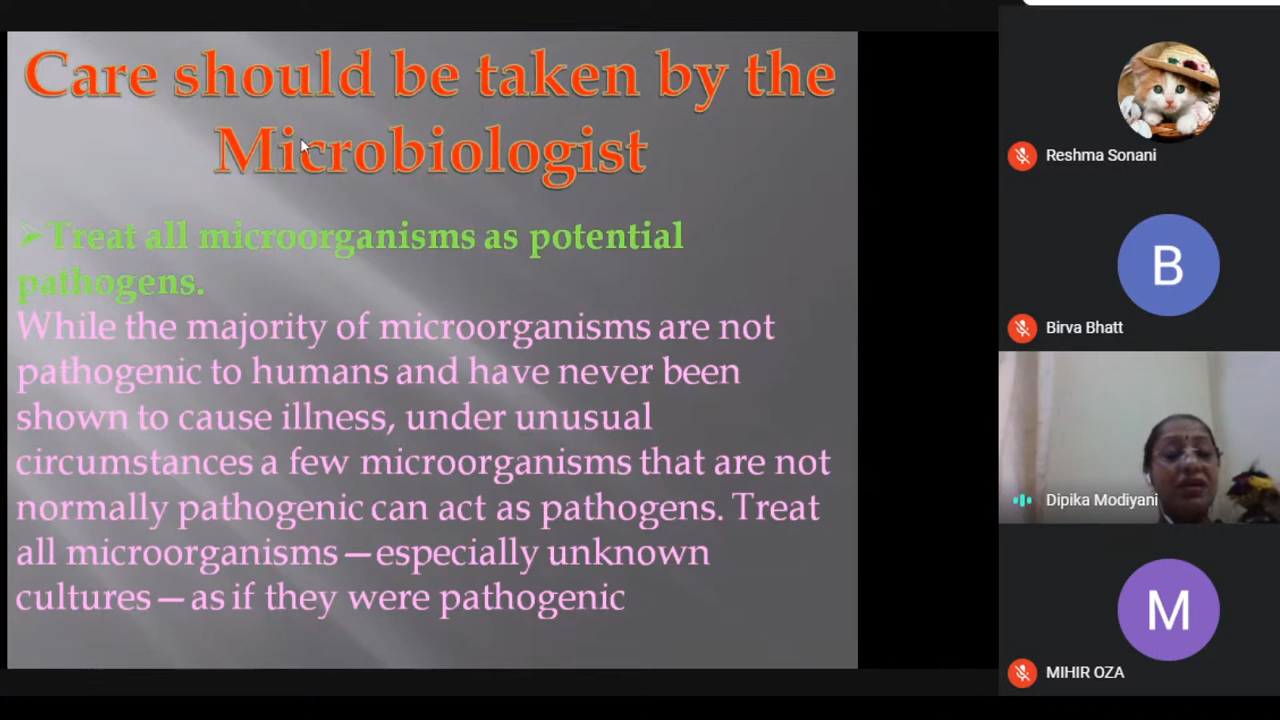 Care should be taken by the
Microbiologist
➢Treat all microorganisms as potential
pathogens.
While the majority of microorganisms are not
pathogenic to humans and have never been
shown to cause illness, under unusual
circumstances a few microorganisms that are not
normally pathogenic can act as pathogens. Treat
all microorganisms—especially unknown
cultures—as if they were pathogenic
Reshma Sonani
B
Birva Bhatt
Dipika Modiyani
M
MIHIR OZA